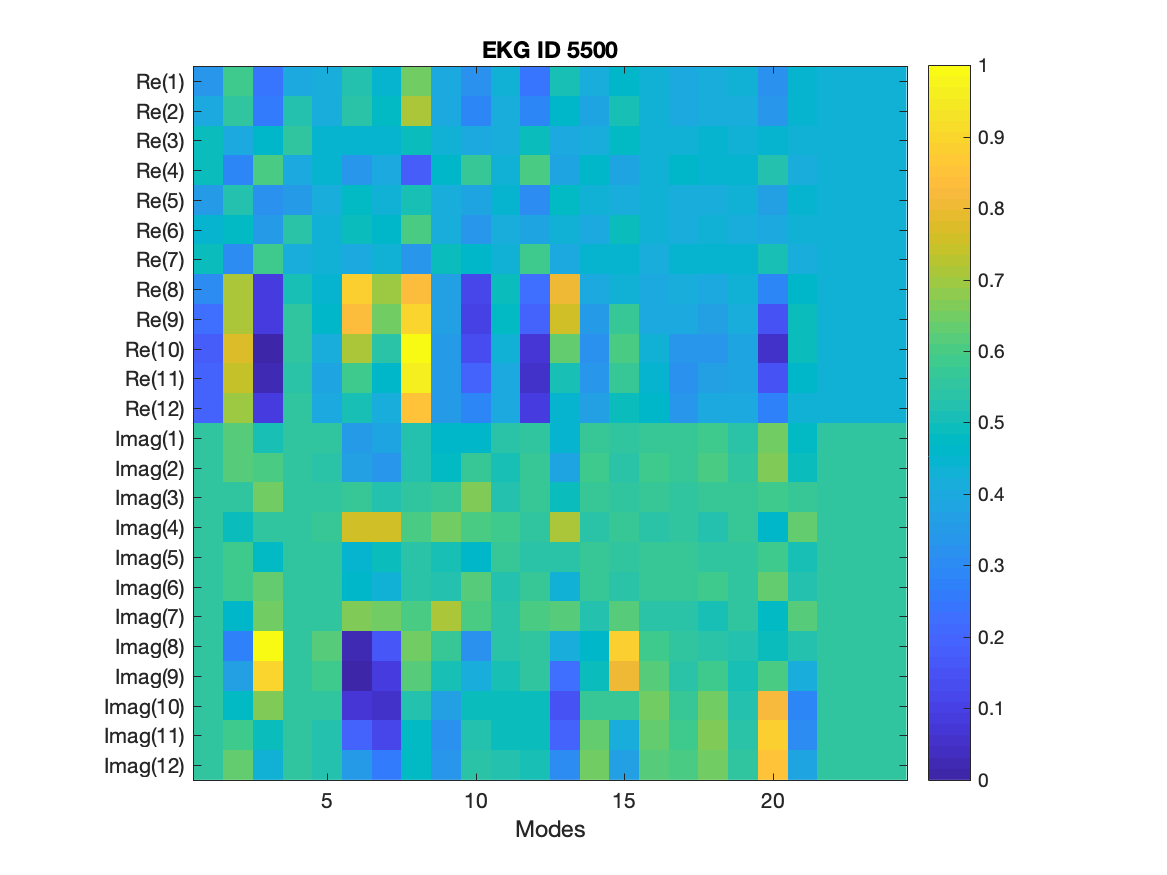 EKG ID 5500
Re(1)
Re(2)
Re(3)
Re(4)
Re(5)
Re(6)
Re(7)
Re(8)
Re(9)
Re(10)
Re(11)
Re(12)
Imag(1)
Imag(2)
Imag(3)
Imag(4)
Imag(5)
Imag(6)
Imag(7)
Imag(8)
Imag(9)
Imag(10)
Imag(11)
Imag(12)
5 10 15 20
Modes
1
0.9
0.8
0.7
0.6
0.5
0.4
0.3
0.2
0.1
0